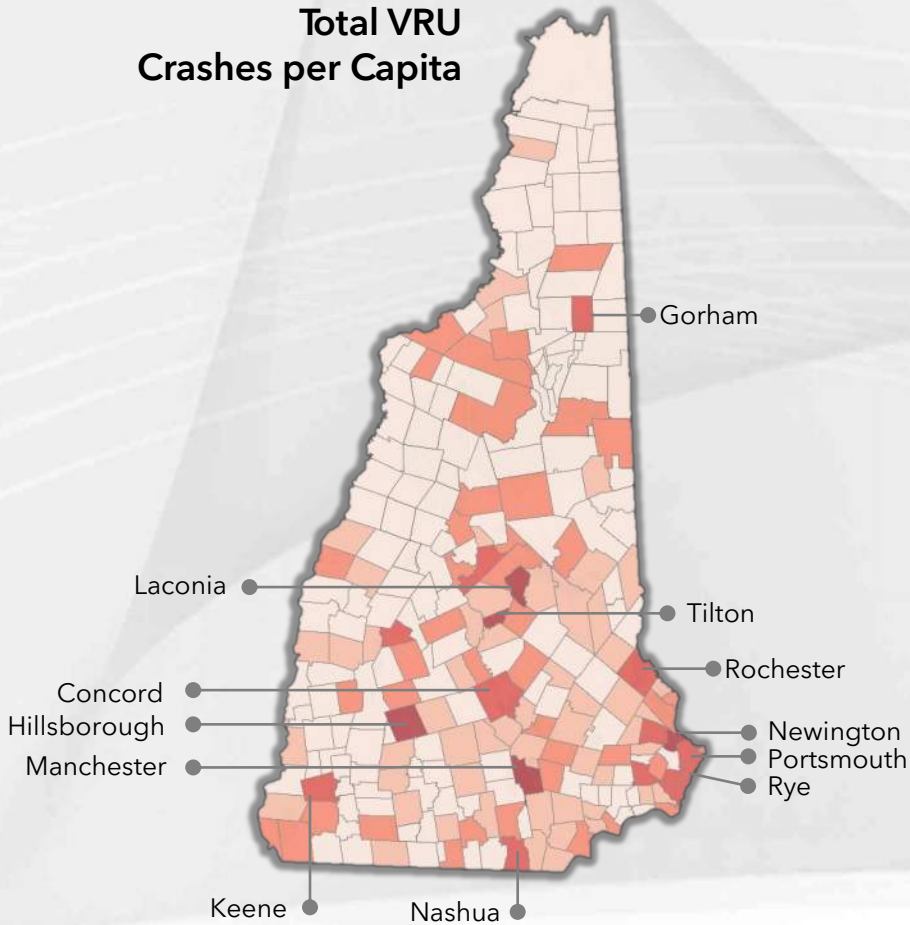 Total VRU
Crashes per Capita
Gorham
Laconia
Tilton
Rochester
Concord
Hillsborough
Newington
Manchester
Portsmouth
Rye
Keene
Nashua